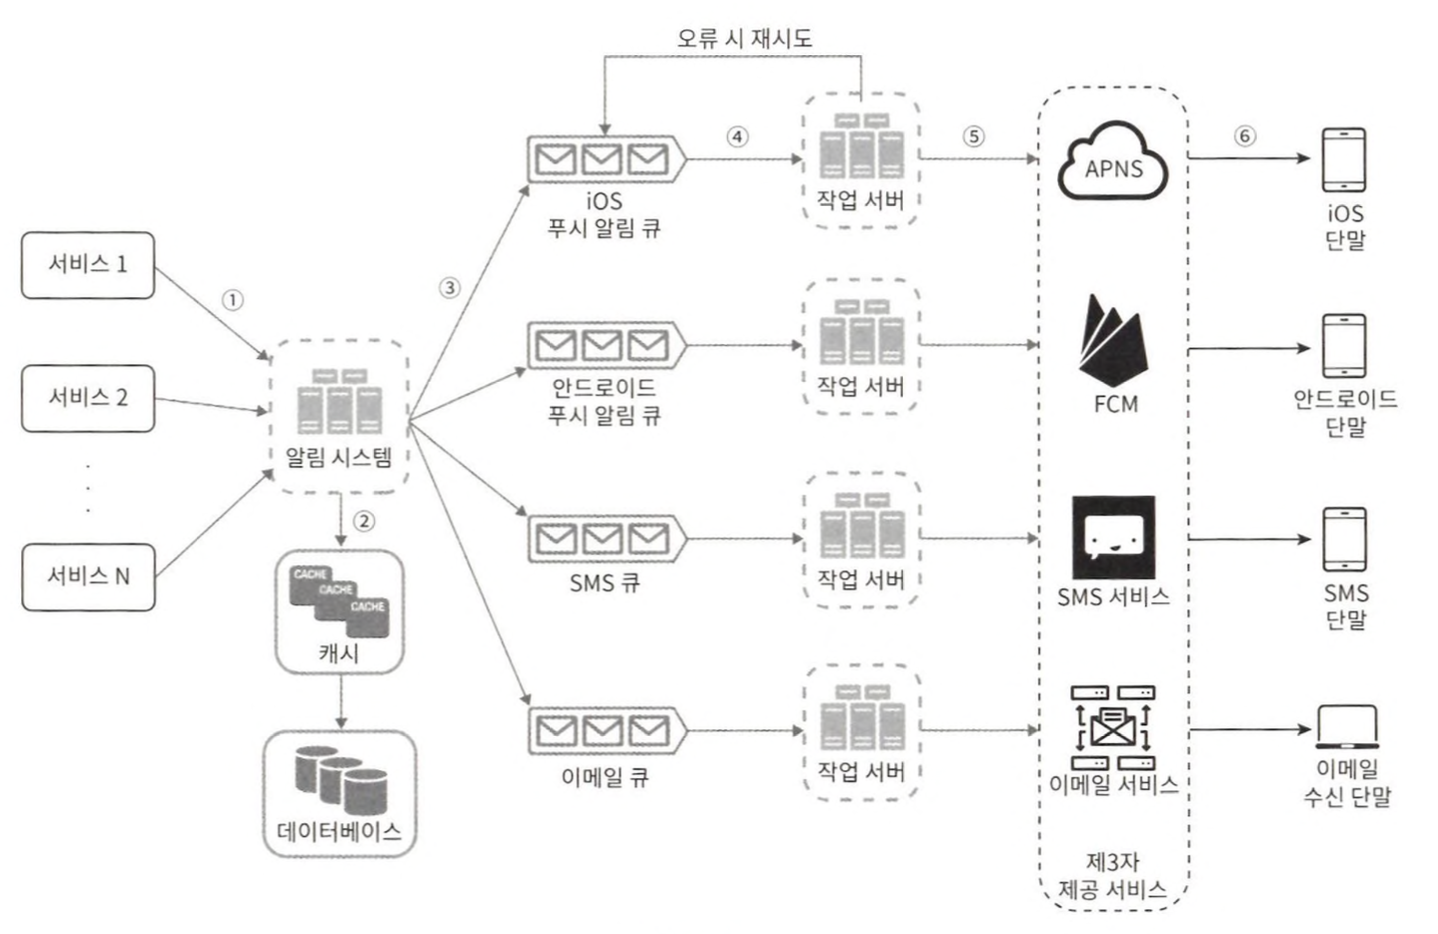 오류 시 재시도
④
⑤
⑥
APNS
작업 서버
iOS
푸시 알림 큐
iOS
단말
서비스 1
①
③
서비스 2
안드로이드
푸시 알림 큐
작업 서버
FCM
안드로이드
단말
알림 시스템
②
서비스 N
CACHE
CACHE
CACHE
캐시
SMS 큐
작업 서버
SMS 서비스
SMS
단말
데이터베이스
이메일 큐
작업 서버
이메일 서비스
이메일
수신 단말
제3자
제공 서비스